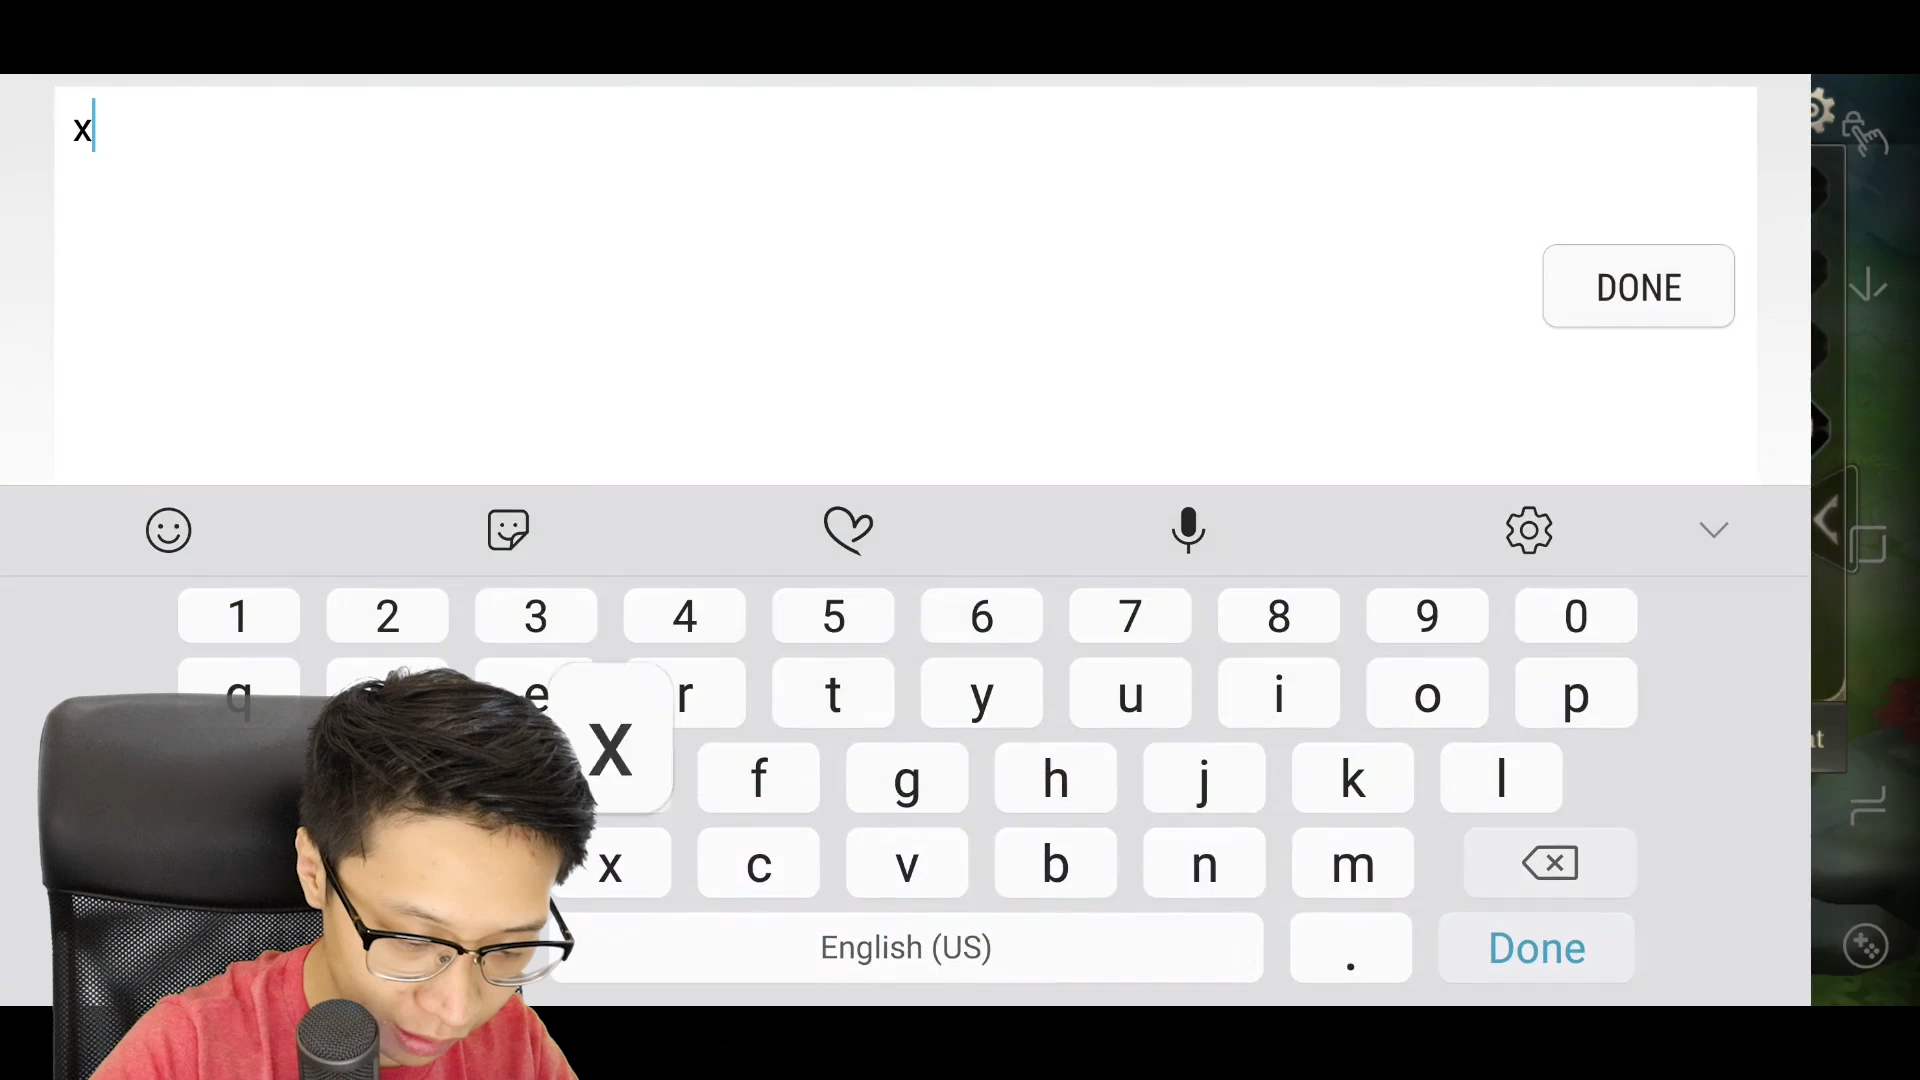 x
DONE
1 2 3 4 5 6 7 8 9 0
q e r t y u i o p
X
f g h j k l
x c v b n m
English (US) . Done